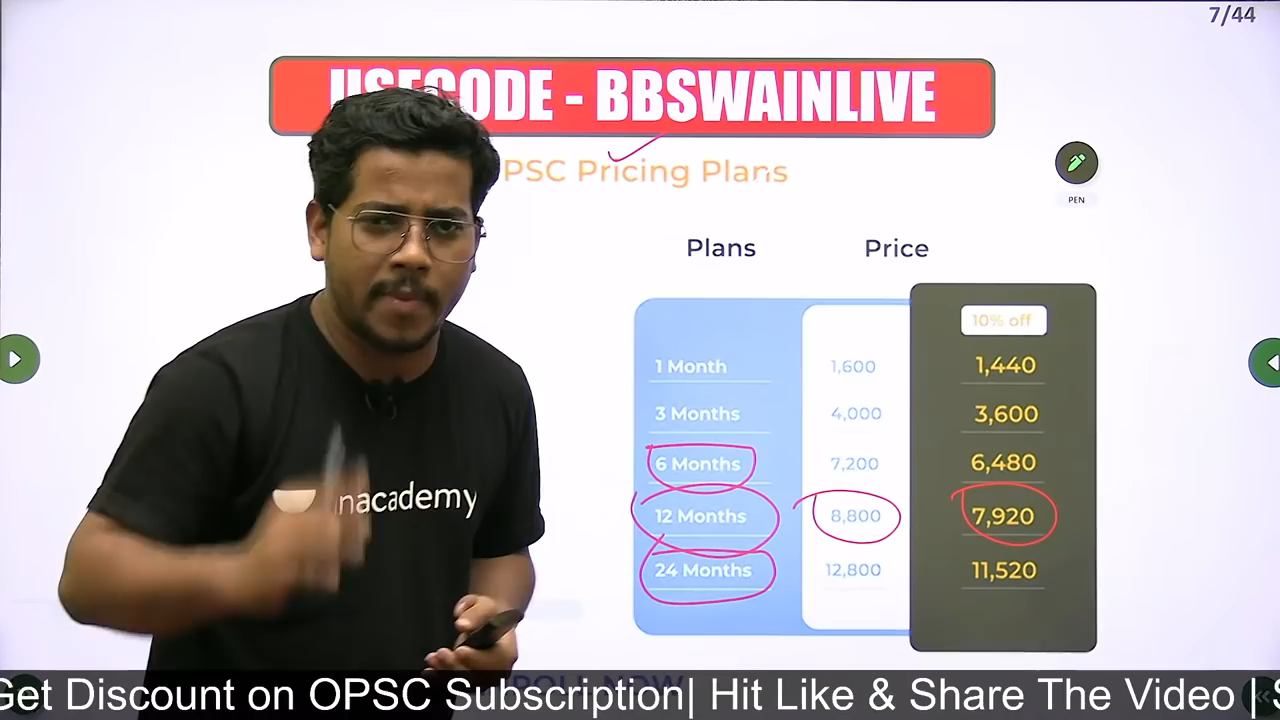 7/44
USECODE - BBSWAINLIVE
PSC Pricing Plans
PEN
Plans Price
10% off
1 Month 1,600 1,440
3 Months 4,000 3,600
6 Months 7,200 6,480
12 Months 8,800 7,920
24 Months 12,800 11,520
nacademy
Get Discount on OPSC Subscription| Hit Like & Share The Video | S